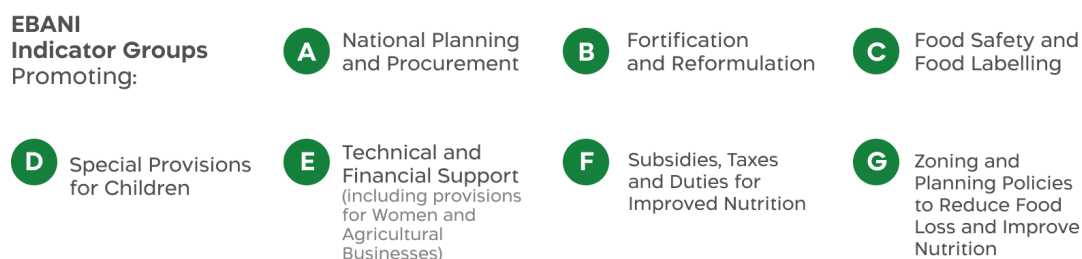 EBANI
Indicator Groups
Promoting:
A
National Planning
and Procurement
B
Fortification
and Reformulation
C
Food Safety and
Food Labelling
D
Special Provisions
for Children
E
Technical and
Financial Support
(including provisions
for Women and
Agricultural
Businesses)
F
Subsidies, Taxes
and Duties for
Improved Nutrition
G
Zoning and
Planning Policies
to Reduce Food
Loss and Improve
Nutrition